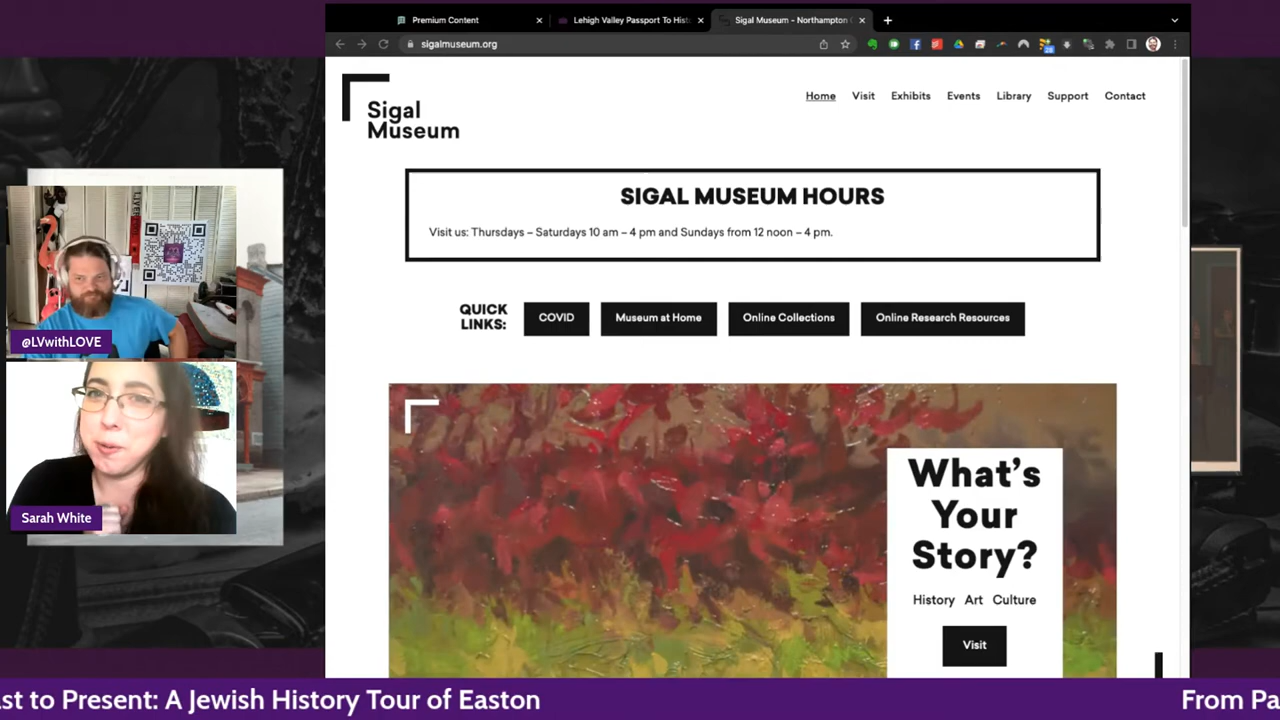 Premium Content
Lehigh Valley Passport To Hist
Sigal Museum - Northampton
sigalmuseum.org
Sigal
Museum
Home Visit Exhibits Events Library Support Contact
SIGAL MUSEUM HOURS
Visit us: Thursdays – Saturdays 10 am – 4 pm and Sundays from 12 noon – 4 pm.
QUICK
LINKS:
COVID
Museum at Home
Online Collections
Online Research Resources
What's
Your
Story?
History Art Culture
Visit
@LVwithLOVE
Sarah White
st to Present: A Jewish History Tour of Easton
From Pa